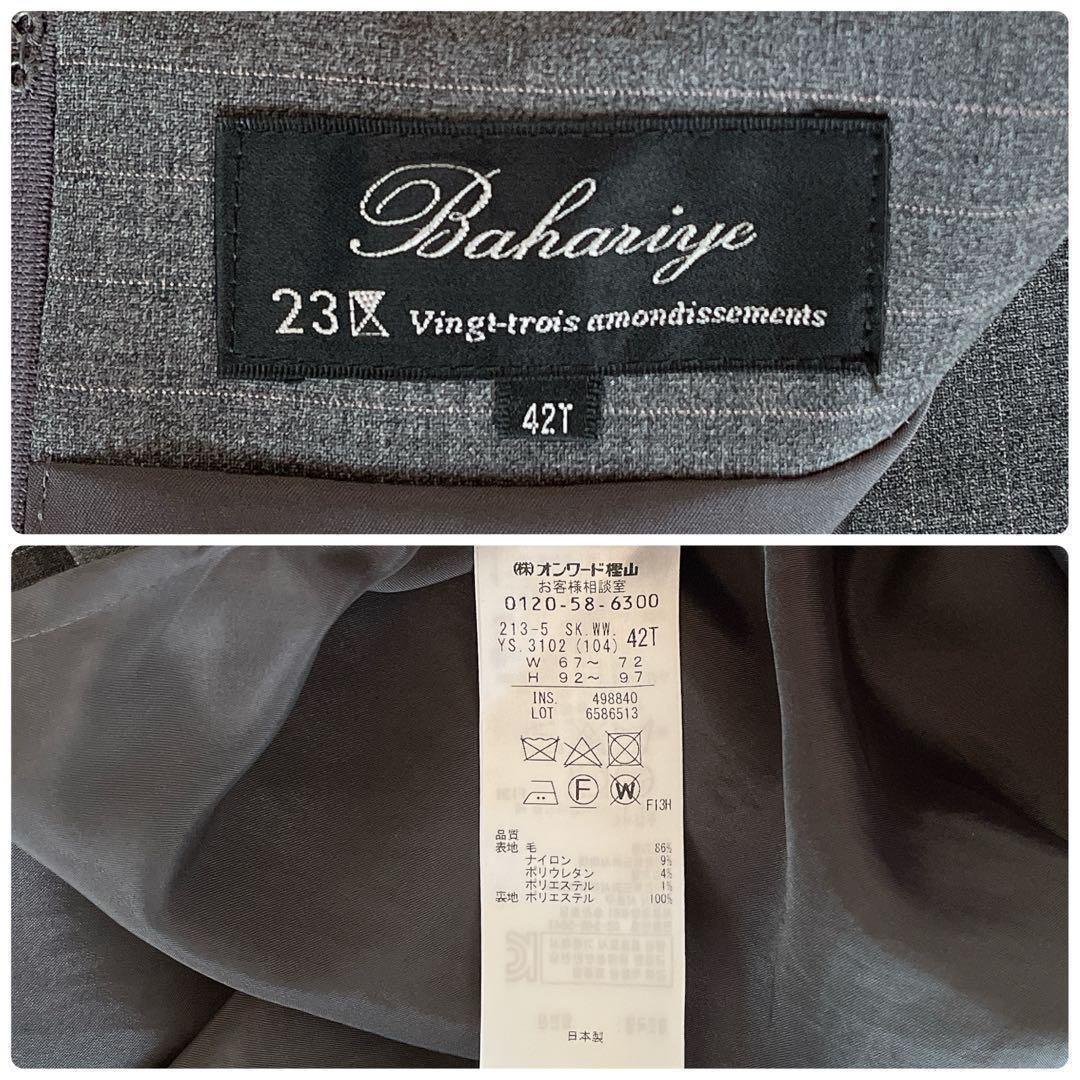 Bahariye
23区 Vingt-trois arrondissements
42T
(株)オンワード樫山
お客様相談室
0120-58-6300
213-5 SK.WW.
YS.3102 (104) 42T
W 67～ 72
H 92～ 97
INS. 498840
LOT 6586513
F W F13H
品質
表地 毛 86%
ナイロン 9%
ポリウレタン 4%
ポリエステル 1%
裏地 ポリエステル 100%
日本製